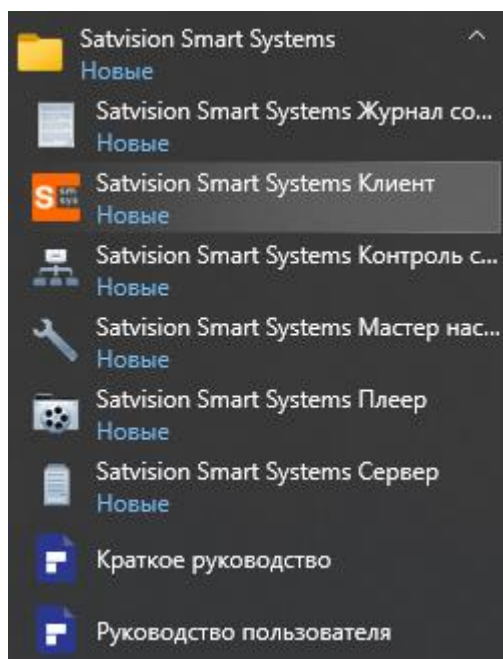 Satvision Smart Systems
Новые
Satvision Smart Systems Журнал со...
Новые
S sm sys
Satvision Smart Systems Клиент
Новые
Satvision Smart Systems Контроль с...
Новые
Satvision Smart Systems Мастер нас...
Новые
Satvision Smart Systems Плеер
Новые
Satvision Smart Systems Сервер
Новые
Краткое руководство
Руководство пользователя